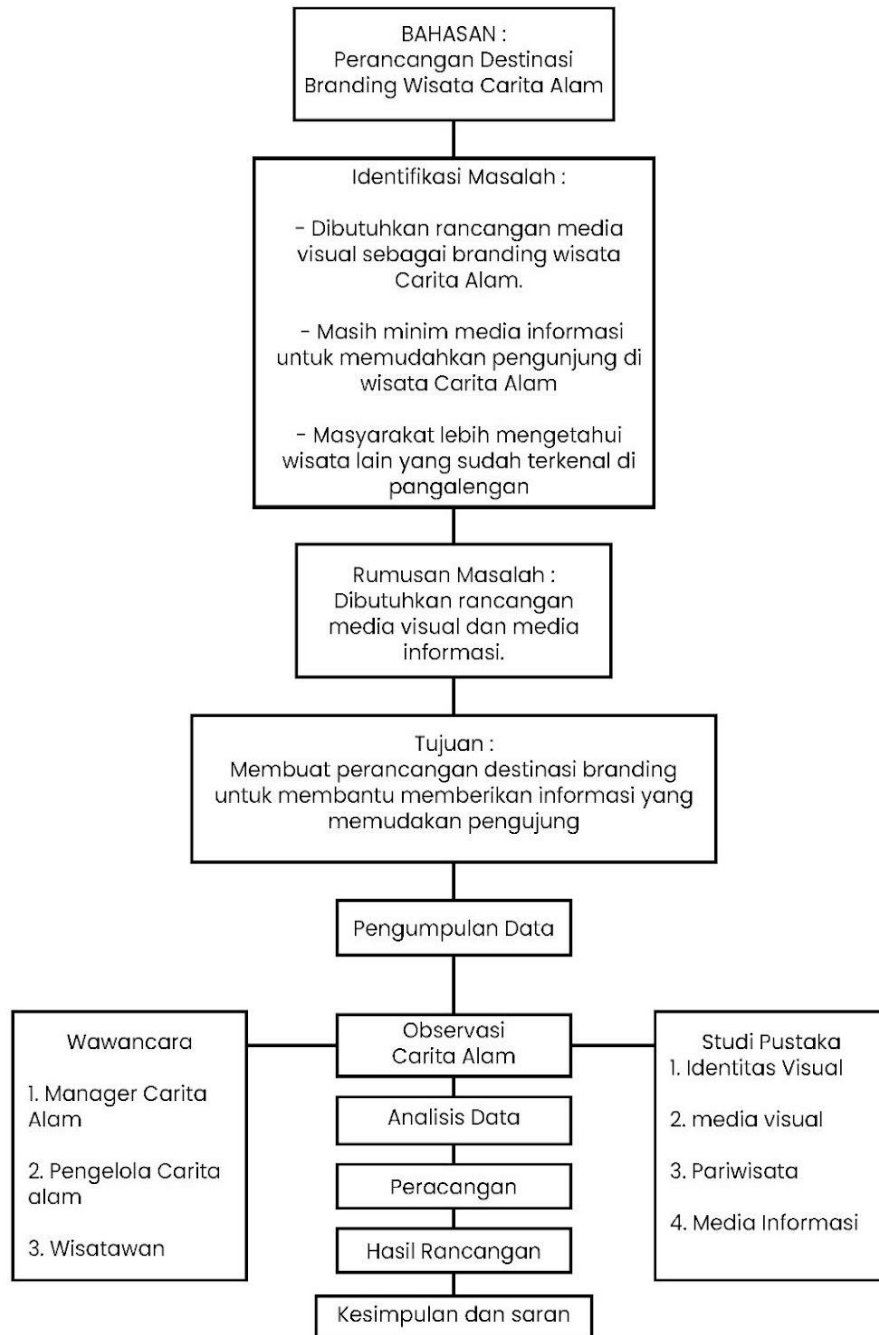 BAHASAN :
Perancangan Destinasi
Branding Wisata Carita Alam
Identifikasi Masalah :
- Dibutuhkan rancangan media
visual sebagai branding wisata
Carita Alam.
- Masih minim media informasi
untuk memudahkan pengunjung di
wisata Carita Alam
- Masyarakat lebih mengetahui
wisata lain yang sudah terkenal di
pangalengan
Rumusan Masalah :
Dibutuhkan rancangan
media visual dan media
informasi.
Tujuan :
Membuat perancangan destinasi branding
untuk membantu memberikan informasi yang
memudakan pengujung
Pengumpulan Data
Wawancara
1. Manager Carita
Alam
2. Pengelola Carita
alam
3. Wisatawan
Observasi
Carita Alam
Studi Pustaka
1. Identitas Visual
2. media visual
3. Pariwisata
4. Media Informasi
Analisis Data
Peracangan
Hasil Rancangan
Kesimpulan dan saran